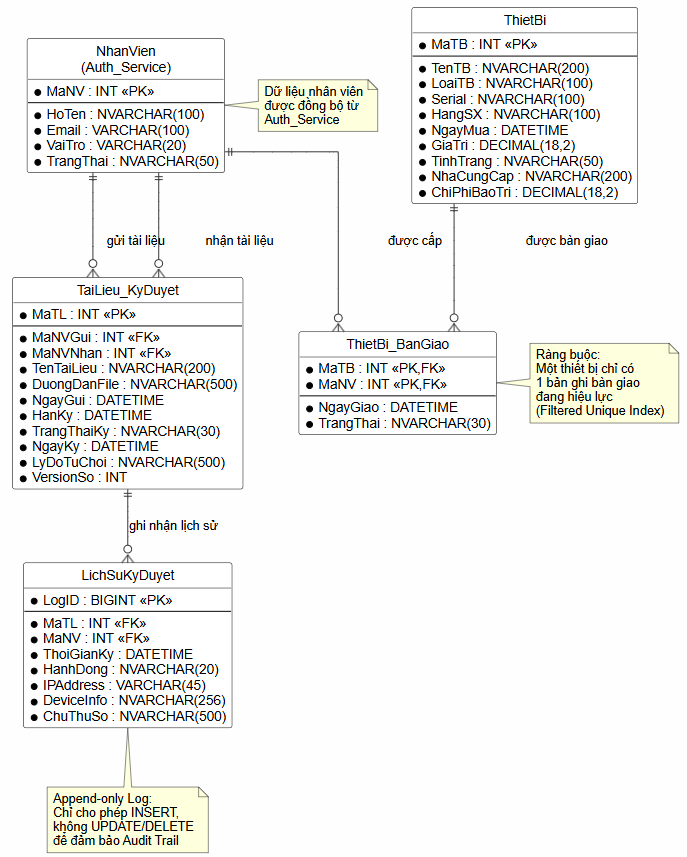 NhanVien
(Auth_Service)
MaNV : INT «PK»
HoTen : NVARCHAR(100)
Email : VARCHAR(100)
VaiTro : VARCHAR(20)
TrangThai : NVARCHAR(50)
Dữ liệu nhân viên
được đồng bộ từ
Auth_Service
ThietBi
MaTB : INT «PK»
TenTB : NVARCHAR(200)
LoaiTB : NVARCHAR(100)
Serial : NVARCHAR(100)
HangSX : NVARCHAR(100)
NgayMua : DATETIME
GiaTri : DECIMAL(18,2)
TinhTrang : NVARCHAR(50)
NhaCungCap : NVARCHAR(200)
ChiPhiBaoTri : DECIMAL(18,2)
gửi tài liệu
nhận tài liệu
được cấp
được bàn giao
TaiLieu_KyDuyet
MaTL : INT «PK»
MaNVGui : INT «FK»
MaNVNhan : INT «FK»
TenTaiLieu : NVARCHAR(200)
DuongDanFile : NVARCHAR(500)
NgayGui : DATETIME
HanKy : DATETIME
TrangThaiKy : NVARCHAR(30)
NgayKy : DATETIME
LyDoTuChoi : NVARCHAR(500)
VersionSo : INT
ThietBi_BanGiao
MaTB : INT «PK,FK»
MaNV : INT «PK,FK»
NgayGiao : DATETIME
TrangThai : NVARCHAR(30)
Ràng buộc:
Một thiết bị chỉ có
1 bản ghi bàn giao
đang hiệu lực
(Filtered Unique Index)
ghi nhận lịch sử
LichSuKyDuyet
LogID : BIGINT «PK»
MaTL : INT «FK»
MaNV : INT «FK»
ThoiGianKy : DATETIME
HanhDong : NVARCHAR(20)
IPAddress : VARCHAR(45)
DeviceInfo : NVARCHAR(256)
ChuThuSo : NVARCHAR(500)
Append-only Log:
Chỉ cho phép INSERT,
không UPDATE/DELETE
để đảm bảo Audit Trail